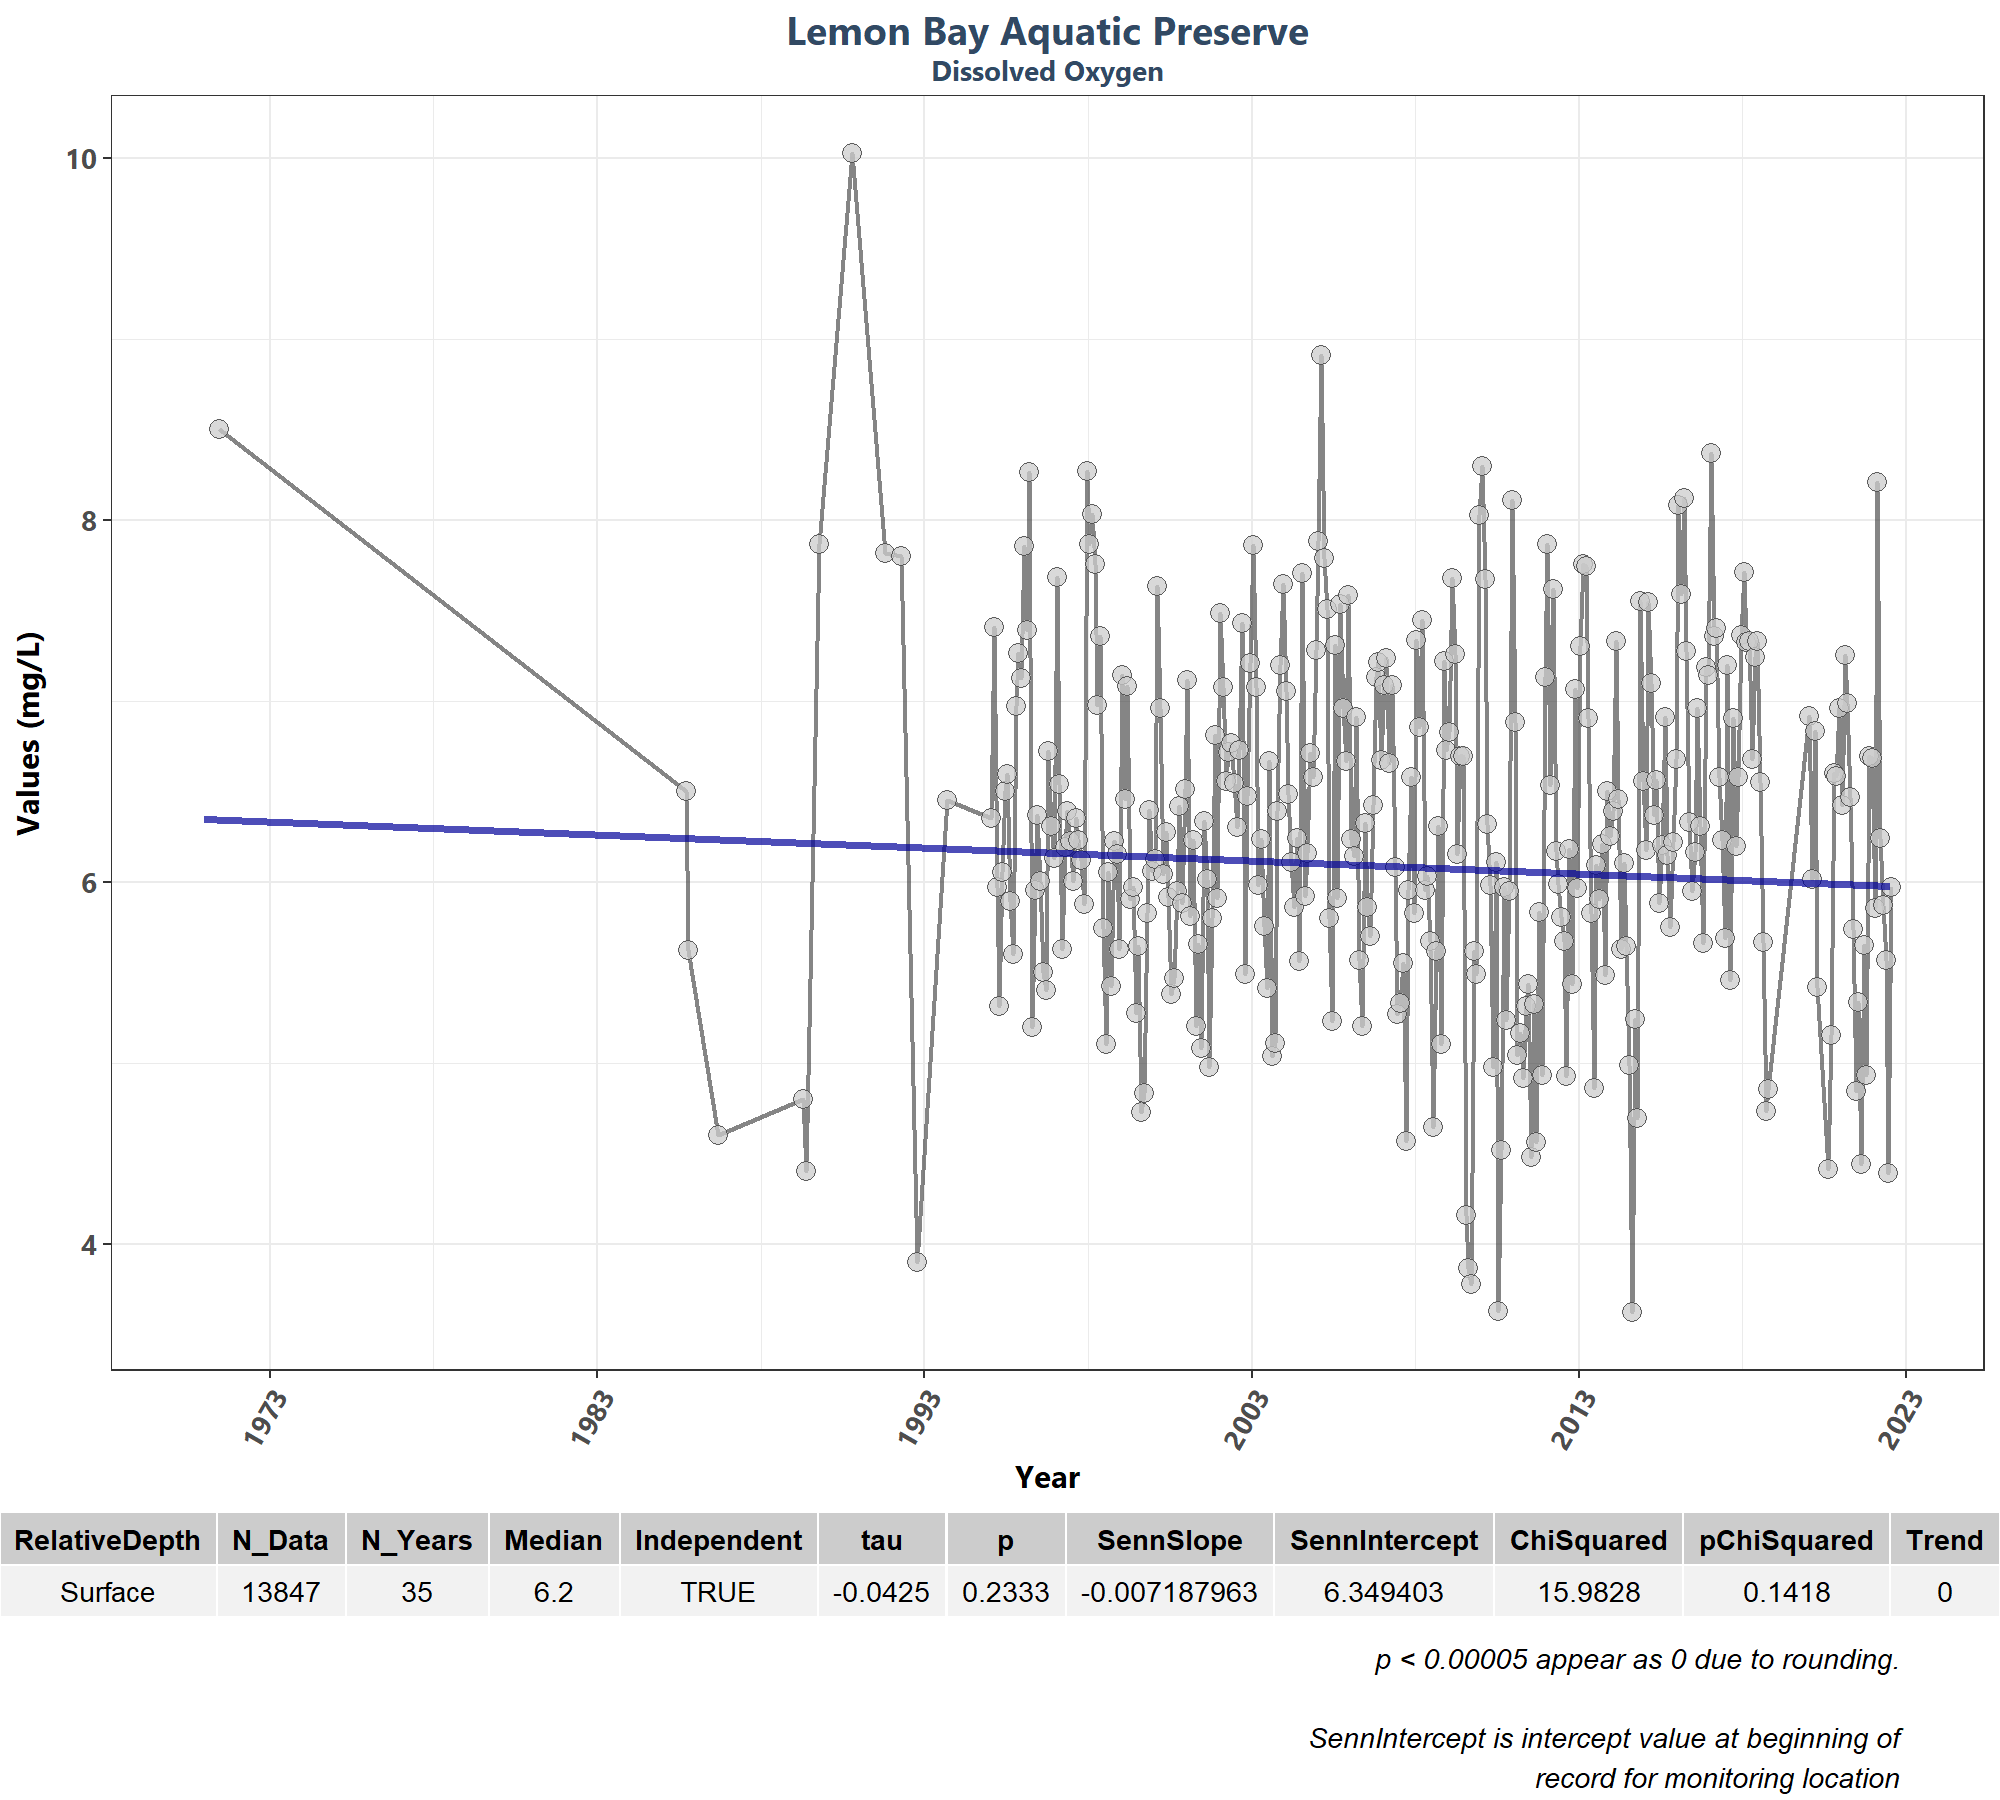 Lemon Bay Aquatic Preserve
Dissolved Oxygen
10
8
6
4
Values (mg/L)
1973 1983 1993 2003 2013 2023
Year
RelativeDepth N_Data N_Years Median Independent tau p SennSlope SennIntercept ChiSquared pChiSquared Trend
Surface 13847 35 6.2 TRUE -0.0425 0.2333 -0.007187963 6.349403 15.9828 0.1418 0
p < 0.00005 appear as 0 due to rounding.
SennIntercept is intercept value at beginning of
record for monitoring location